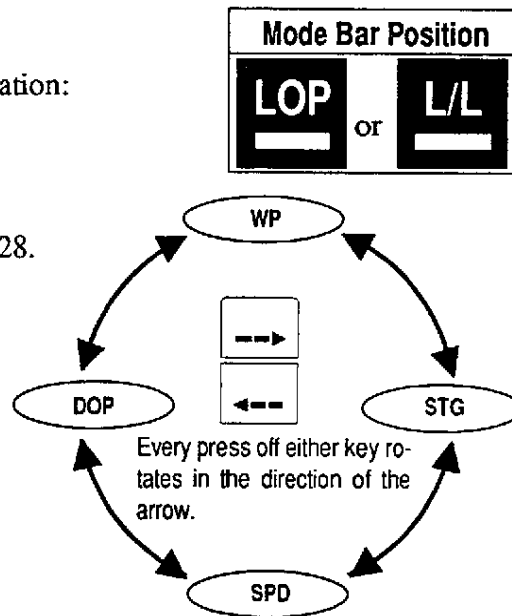 Mode Bar Position
ation:
LOP or L/L
WP
28.
DOP
STG
Every press off either key ro-
tates in the direction of the
arrow.
SPD